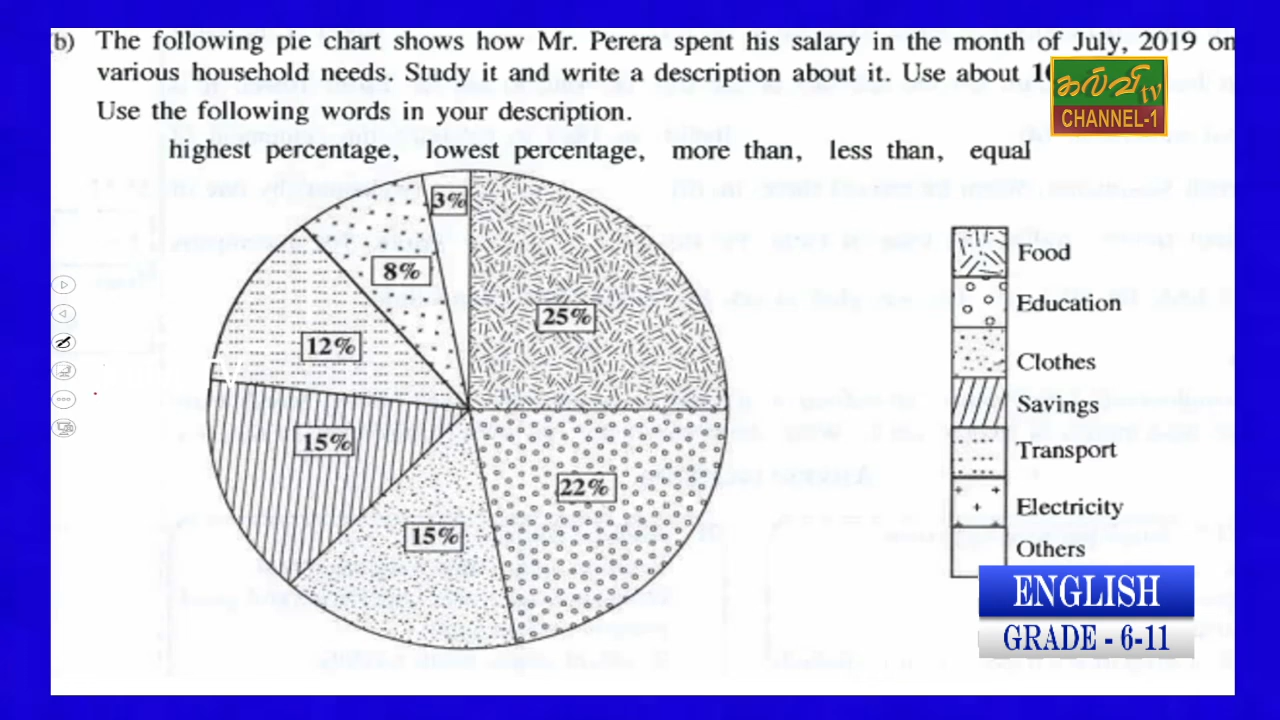 (b) The following pie chart shows how Mr. Perera spent his salary in the month of July, 2019 on
various household needs. Study it and write a description about it. Use about
Use the following words in your description.
highest percentage, lowest percentage, more than, less than, equal
கல்வி tv
CHANNEL-1
3%
8%
25%
12%
15%
22%
15%
Food
Education
Clothes
Savings
Transport
Electricity
Others
ENGLISH
GRADE - 6-11